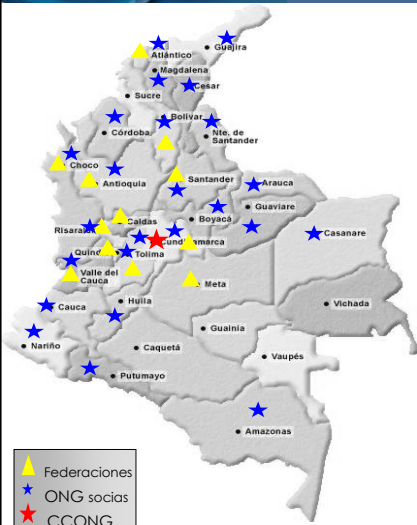 Guajira
Atlántico
Magdalena
Cesar
Sucre
Bolívar
Córdoba
Nte. de
Santander
Choco
Antioquia
Santander
Arauca
Guaviare
Caldas
Boyacá
Risaralda
Casanare
Cundinamarca
Quindío
Tolima
Valle del
Cauca
Meta
Huila
Vichada
Cauca
Guainía
Nariño
Caquetá
Vaupés
Putumayo
Amazonas
Federaciones
ONG socias
CCONG